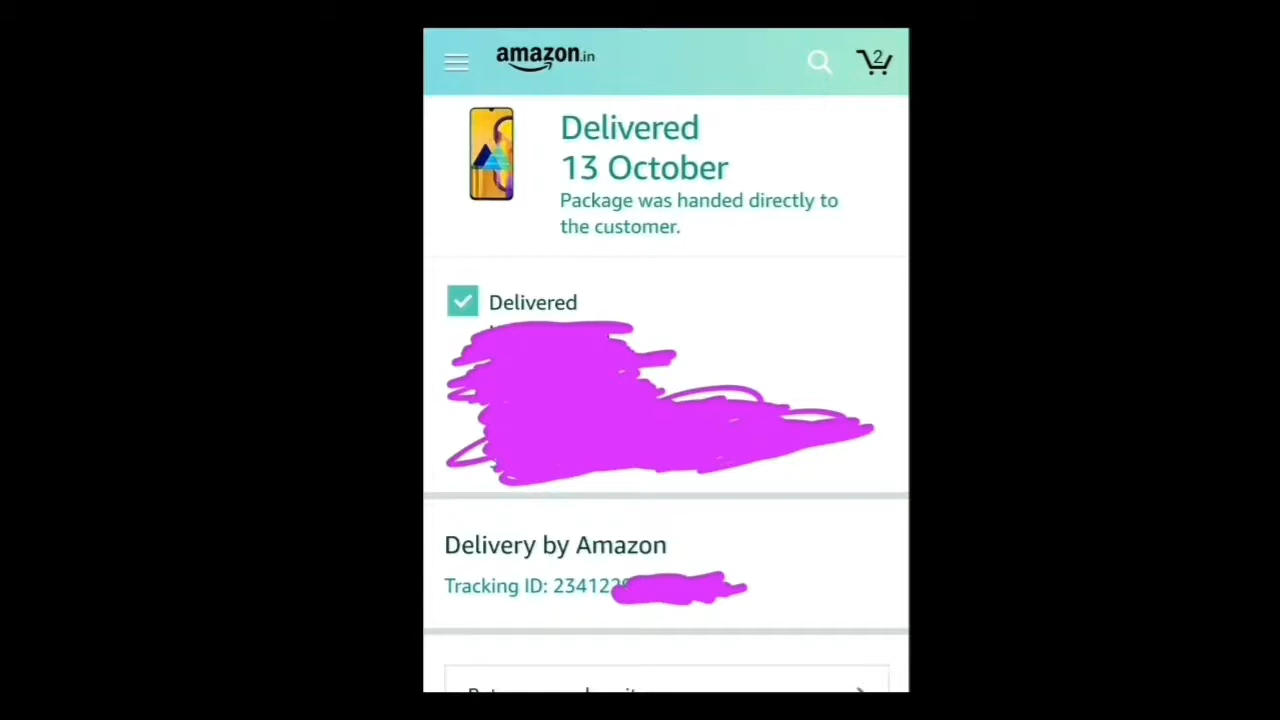 amazon.in
2
Delivered
13 October
Package was handed directly to
the customer.
Delivered
Delivery by Amazon
Tracking ID: 234122